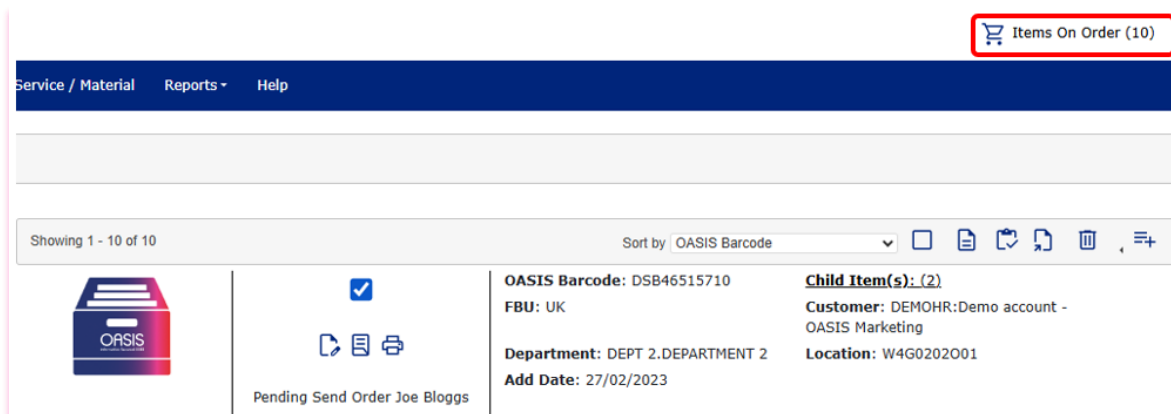 Items On Order (10)
Service / Material Reports Help
Showing 1 - 10 of 10 Sort by OASIS Barcode
OASIS
Pending Send Order Joe Bloggs
OASIS Barcode: DSB46515710
FBU: UK
Department: DEPT 2.DEPARTMENT 2
Add Date: 27/02/2023
Child Item(s): (2)
Customer: DEMOHR:Demo account -
OASIS Marketing
Location: W4G0202O01